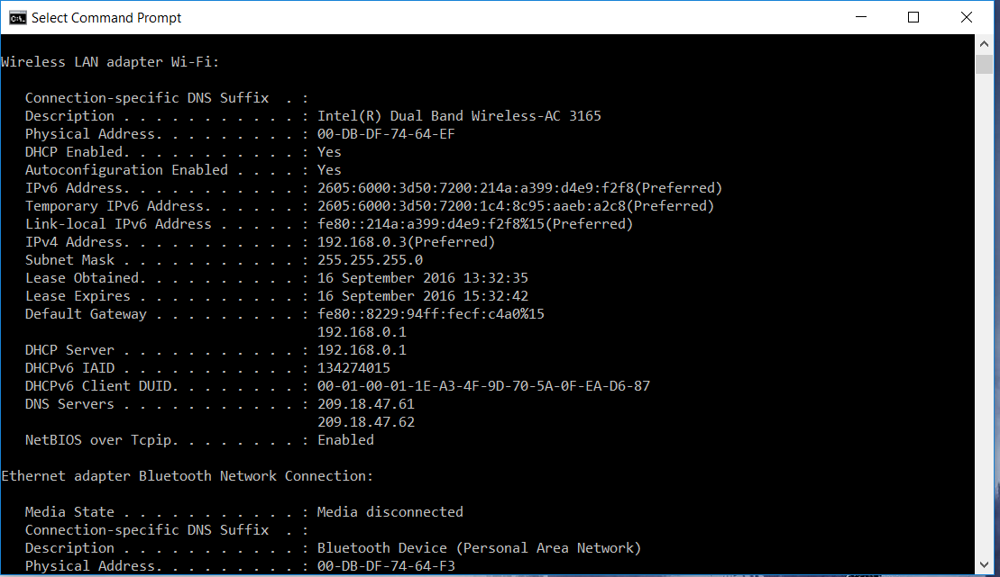 Select Command Prompt
Wireless LAN adapter Wi-Fi:
Connection-specific DNS Suffix  . :
Description . . . . . . . . . . . : Intel(R) Dual Band Wireless-AC 3165
Physical Address. . . . . . . . . : 00-DB-DF-74-64-EF
DHCP Enabled. . . . . . . . . . . : Yes
Autoconfiguration Enabled . . . . : Yes
IPv6 Address. . . . . . . . . . . : 2605:6000:3d50:7200:214a:a399:d4e9:f2f8(Preferred)
Temporary IPv6 Address. . . . . . : 2605:6000:3d50:7200:1c4:8c95:aaeb:a2c8(Preferred)
Link-local IPv6 Address . . . . . : fe80::214a:a399:d4e9:f2f8%15(Preferred)
IPv4 Address. . . . . . . . . . . : 192.168.0.3(Preferred)
Subnet Mask . . . . . . . . . . . : 255.255.255.0
Lease Obtained. . . . . . . . . . : 16 September 2016 13:32:35
Lease Expires . . . . . . . . . . : 16 September 2016 15:32:42
Default Gateway . . . . . . . . . : fe80::8229:94ff:fecf:c4a0%15
192.168.0.1
DHCP Server . . . . . . . . . . . : 192.168.0.1
DHCPv6 IAID . . . . . . . . . . . : 134274015
DHCPv6 Client DUID. . . . . . . . : 00-01-00-01-1E-A3-4F-9D-70-5A-0F-EA-D6-87
DNS Servers . . . . . . . . . . . : 209.18.47.61
209.18.47.62
NetBIOS over Tcpip. . . . . . . . : Enabled
Ethernet adapter Bluetooth Network Connection:
Media State . . . . . . . . . . . : Media disconnected
Connection-specific DNS Suffix  . :
Description . . . . . . . . . . . : Bluetooth Device (Personal Area Network)
Physical Address. . . . . . . . . : 00-DB-DF-74-64-F3